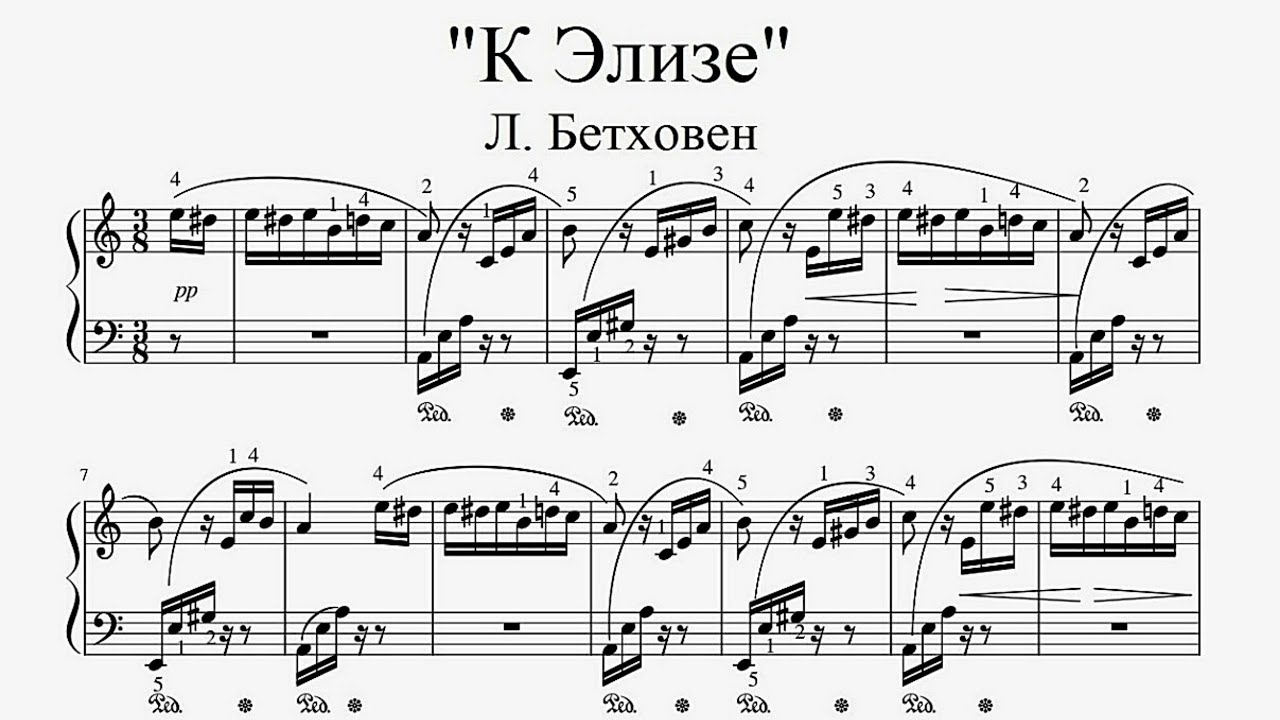 "К Элизе"
Л. Бетховен
4 1 4 2 1 4 5 1 3 4 5 3 4 1 4 2
3 8
pp
3 8
1 2
5
Ped. Ped. Ped. Ped.
7
1 4 4 1 4 2 1 4 5 1 3 4 5 3 4 1 4
1 2 1 2
5 5
Ped. Ped. Ped. Ped. Ped.